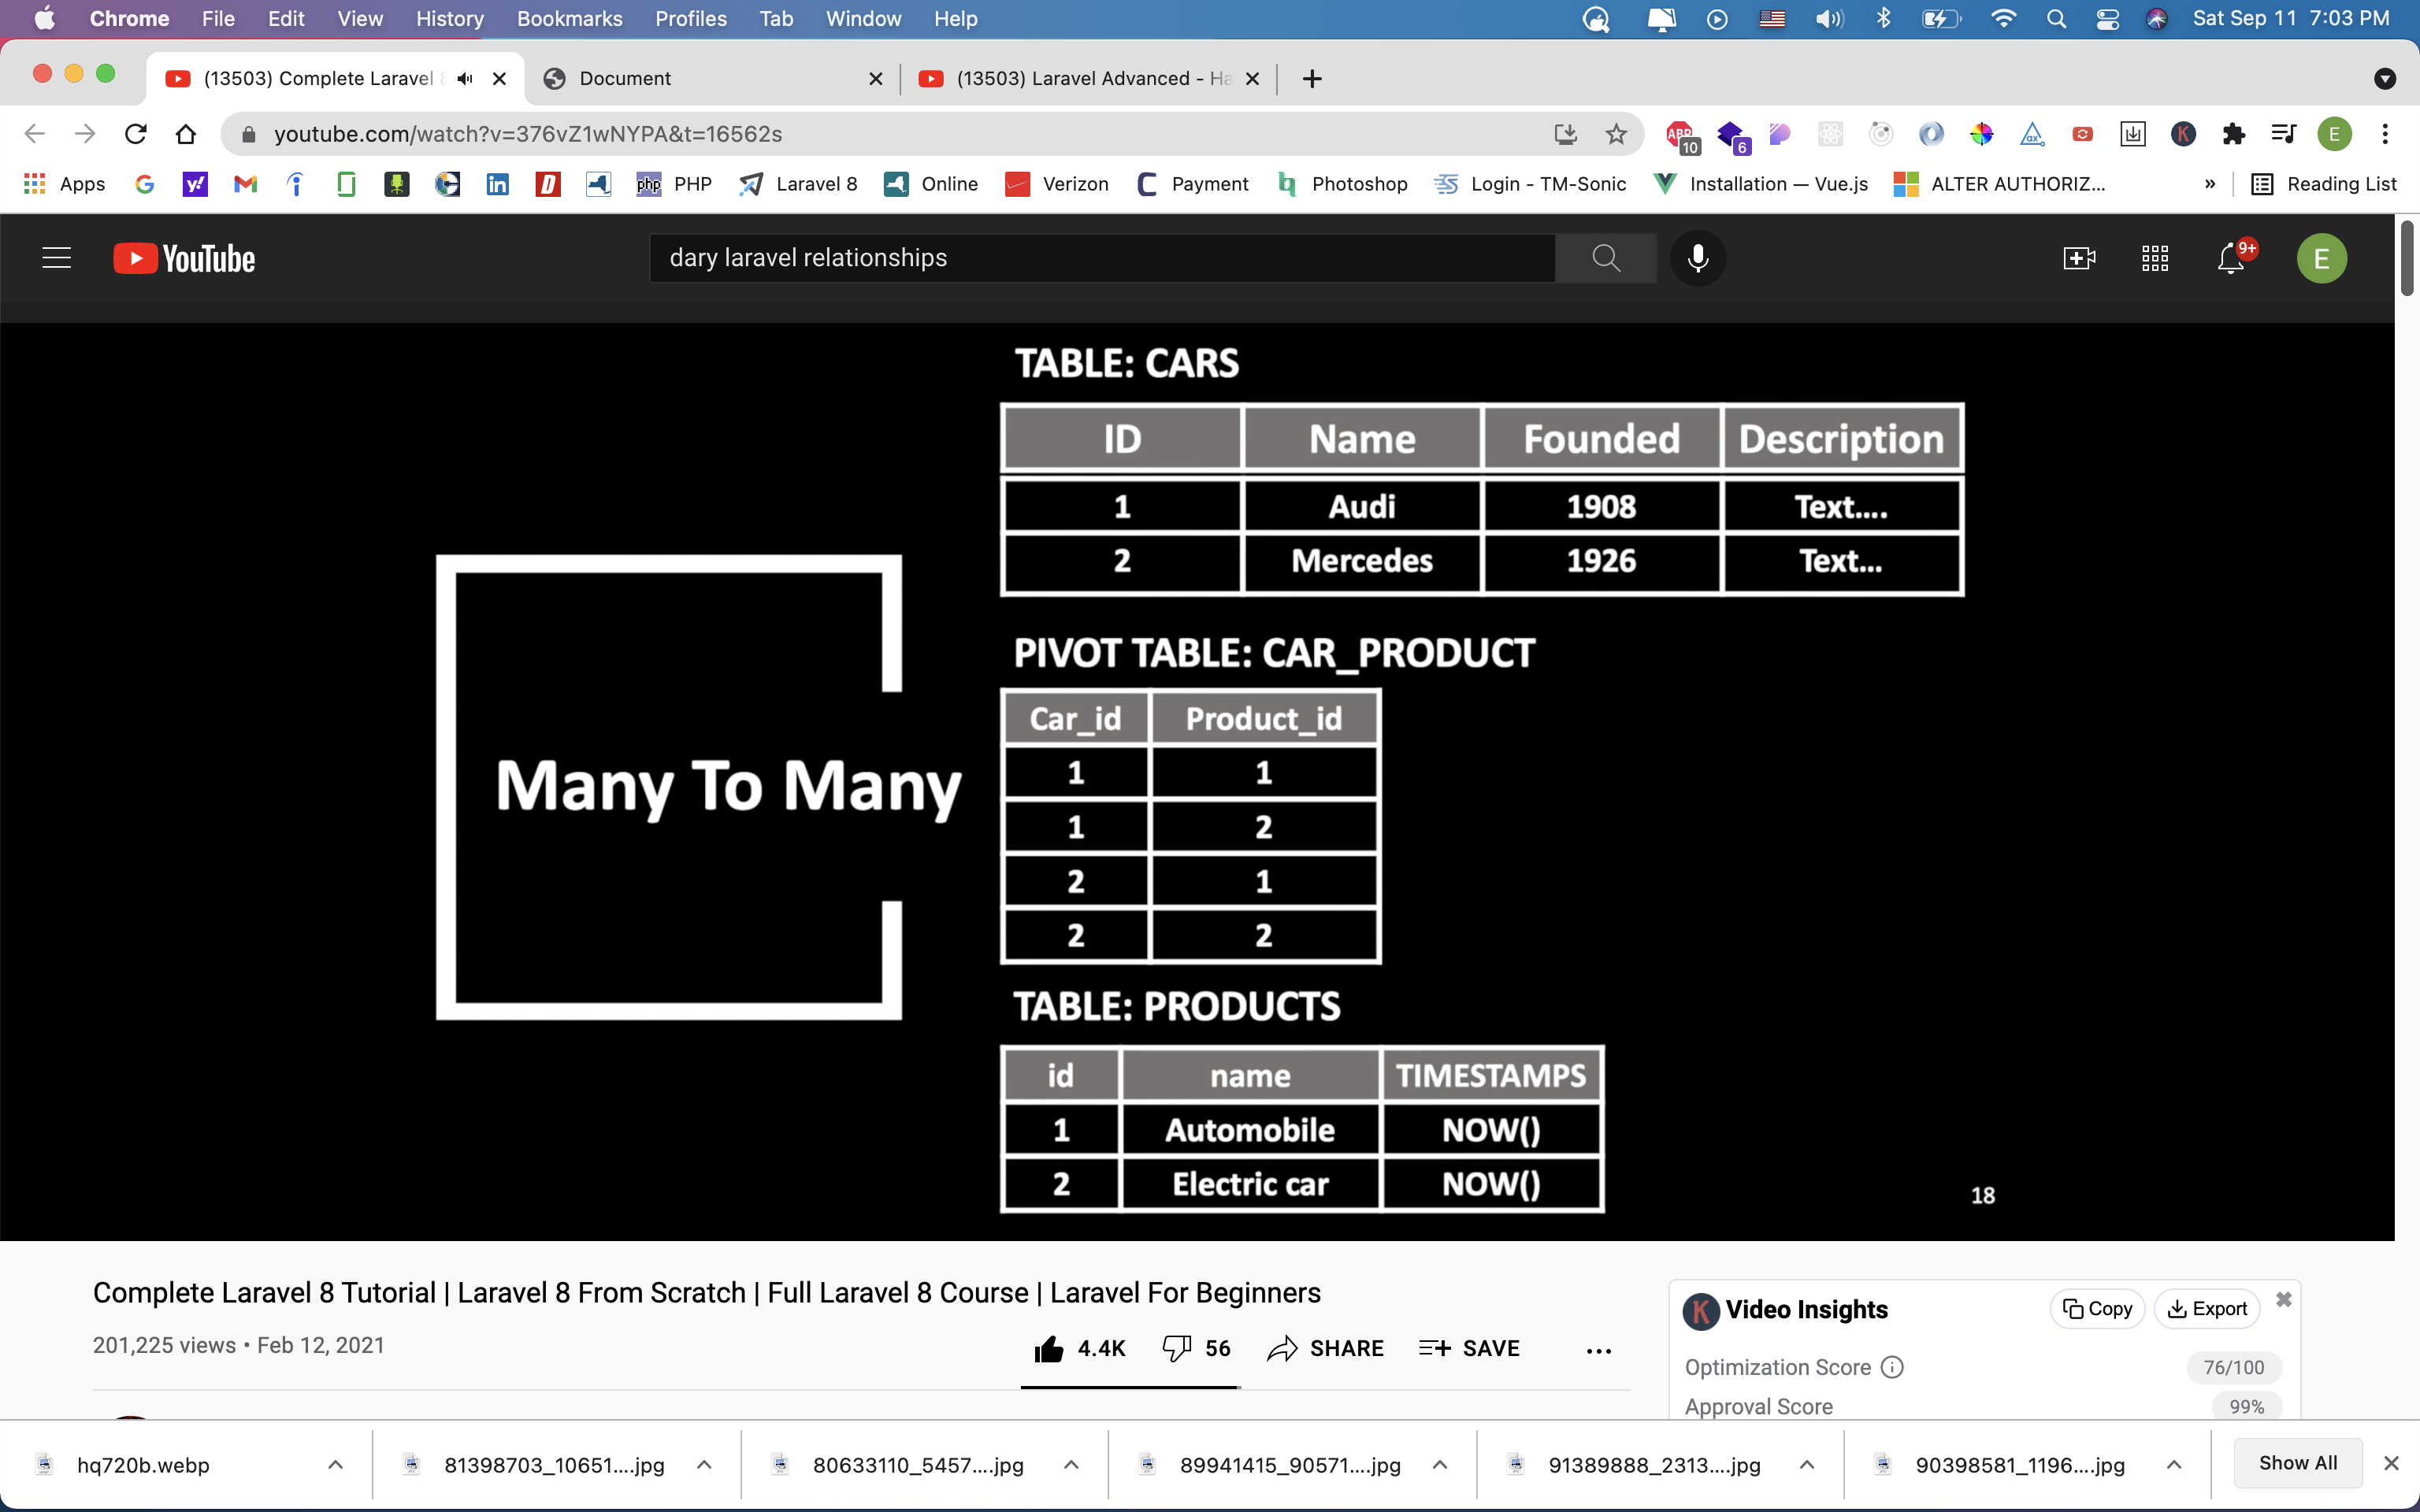 Chrome File Edit View History Bookmarks Profiles Tab Window Help Sat Sep 11 7:03 PM
(13503) Complete Laravel Document (13503) Laravel Advanced - Ha
youtube.com/watch?v=376vZ1wNYPA&t=16562s ABP 10 6 ax K E
Apps G y! in D php PHP Laravel 8 Online Verizon Payment Photoshop Login - TM-Sonic Installation — Vue.js ALTER AUTHORIZ... » Reading List
YouTube dary laravel relationships 9+ E
TABLE: CARS
ID Name Founded Description
1 Audi 1908 Text....
2 Mercedes 1926 Text...
PIVOT TABLE: CAR_PRODUCT
Car_id Product_id
1 1
Many To Many
1 2
2 1
2 2
TABLE: PRODUCTS
id name TIMESTAMPS
1 Automobile NOW()
2 Electric car NOW()
18
Complete Laravel 8 Tutorial | Laravel 8 From Scratch | Full Laravel 8 Course | Laravel For Beginners
201,225 views • Feb 12, 2021 4.4K 56 SHARE SAVE ...
K Video Insights Copy Export
Optimization Score 76/100
Approval Score 99%
hq720b.webp 81398703_10651....jpg 80633110_5457....jpg 89941415_90571....jpg 91389888_2313....jpg 90398581_1196....jpg Show All